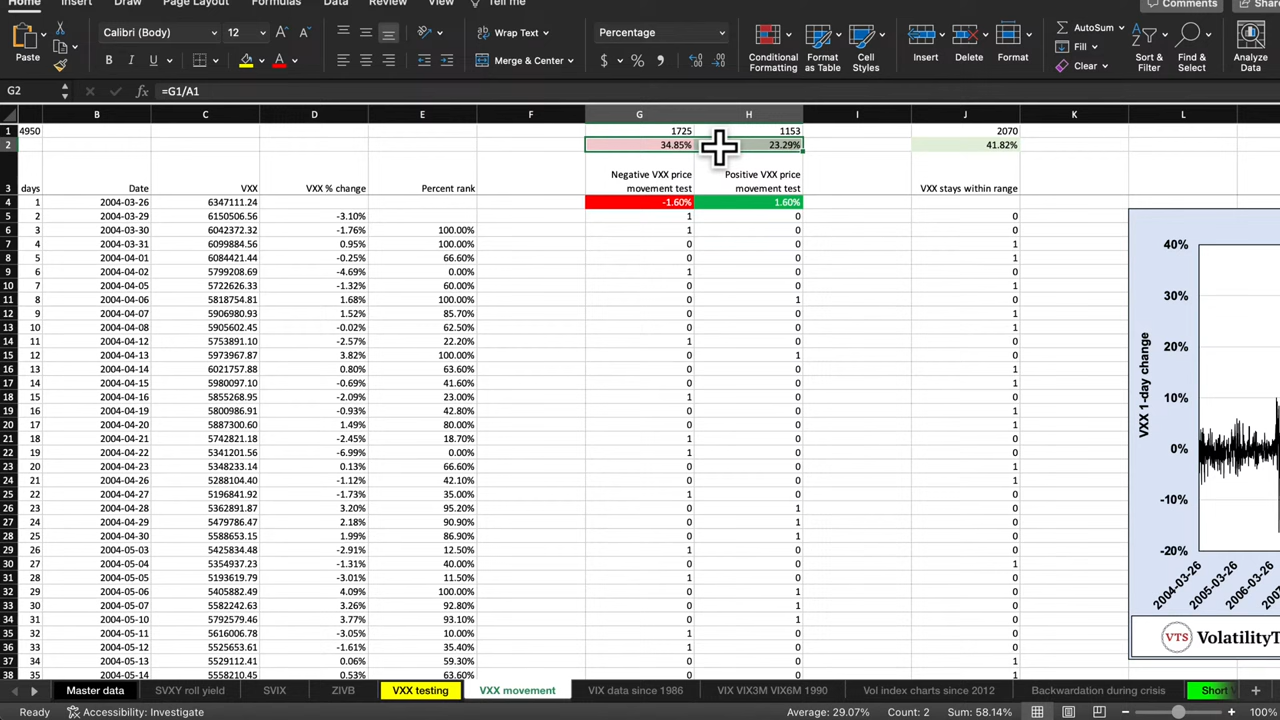 Home Insert Draw Page Layout Formulas Data Review View Tell me Comments Share
Paste Calibri (Body) 12 A A Wrap Text Percentage Conditional Formatting Format as Table Cell Styles Insert Delete Format AutoSum Sort & Filter Find & Select Analyze Data
B I U A Merge & Center $ % Fill Clear
G2 fx =G1/A1
B C D E F G H I J K L
1 4950 1725 1153 2070
2 34.85% 23.29% 41.82%
Negative VXX price Positive VXX price
3 days Date VXX VXX % change Percent rank movement test movement test VXX stays within range
4 1 2004-03-26 6347111.24 -1.60% 1.60%
5 2 2004-03-29 6150506.56 -3.10% 1 0 0
6 3 2004-03-30 6042372.32 -1.76% 100.00% 1 0 0
7 4 2004-03-31 6099884.56 0.95% 100.00% 0 0 1
8 5 2004-04-01 6084421.44 -0.25% 66.60% 0 0 1
9 6 2004-04-02 5799208.69 -4.69% 0.00% 1 0 0
10 7 2004-04-05 5722626.33 -1.32% 60.00% 0 0 1
11 8 2004-04-06 5818754.81 1.68% 100.00% 0 1 0
12 9 2004-04-07 5906980.93 1.52% 85.70% 0 0 1
13 10 2004-04-08 5905602.45 -0.02% 62.50% 0 0 1
14 11 2004-04-12 5753891.10 -2.57% 22.20% 1 0 0
15 12 2004-04-13 5973967.87 3.82% 100.00% 0 1 0
16 13 2004-04-14 6021757.88 0.80% 63.60% 0 0 1
17 14 2004-04-15 5980097.10 -0.69% 41.60% 0 0 1
18 15 2004-04-16 5855268.95 -2.09% 23.00% 1 0 0
19 16 2004-04-19 5800986.91 -0.93% 42.80% 0 0 1
20 17 2004-04-20 5887300.60 1.49% 80.00% 0 0 1
21 18 2004-04-21 5742821.18 -2.45% 18.70% 1 0 0
22 19 2004-04-22 5341201.56 -6.99% 0.00% 1 0 0
23 20 2004-04-23 5348233.14 0.13% 66.60% 0 0 1
24 21 2004-04-26 5288104.40 -1.12% 42.10% 0 0 1
25 22 2004-04-27 5196841.92 -1.73% 35.00% 1 0 0
26 23 2004-04-28 5362891.87 3.20% 95.20% 0 1 0
27 24 2004-04-29 5479786.47 2.18% 90.90% 0 1 0
28 25 2004-04-30 5588653.15 1.99% 86.90% 0 1 0
29 26 2004-05-03 5425834.48 -2.91% 12.50% 1 0 0
30 27 2004-05-04 5354937.23 -1.31% 40.00% 0 0 1
31 28 2004-05-05 5193619.79 -3.01% 11.50% 1 0 0
32 29 2004-05-06 5405882.49 4.09% 100.00% 0 1 0
33 30 2004-05-07 5582242.63 3.26% 92.80% 0 1 0
34 31 2004-05-10 5792579.46 3.77% 93.10% 0 1 0
35 32 2004-05-11 5616006.78 -3.05% 10.00% 1 0 0
36 33 2004-05-12 5525653.61 -1.61% 35.40% 1 0 0
37 34 2004-05-13 5529112.41 0.06% 59.30% 0 0 1
38 35 2004-05-14 5558210.45 0.53% 63.60% 0 0 1
VXX 1-day change
40%
30%
20%
10%
0%
-10%
-20%
2004-03-26 2005-03-26 2006-03-26
VTS VolatilityT
Master data SVXY roll yield SVIX ZIVB VXX testing VXX movement VIX data since 1986 VIX VIX3M VIX6M 1990 Vol index charts since 2012 Backwardation during crisis Short
Ready Accessibility: Investigate Average: 29.07% Count: 2 Sum: 58.14% 100%